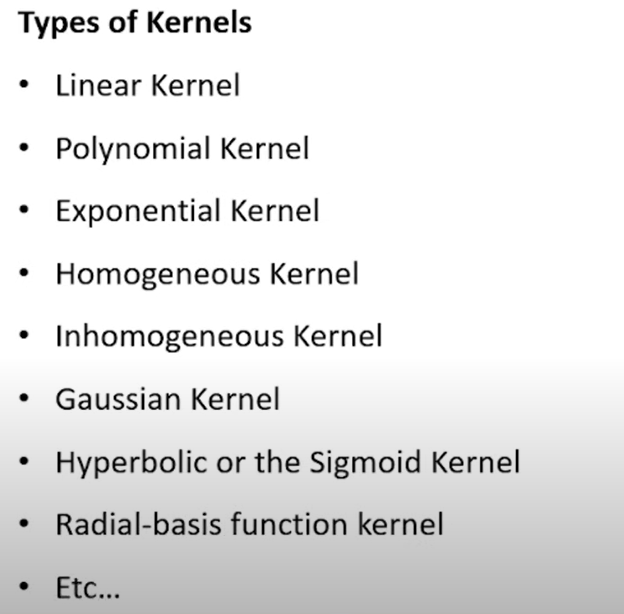 Types of Kernels
• Linear Kernel
• Polynomial Kernel
• Exponential Kernel
• Homogeneous Kernel
• Inhomogeneous Kernel
• Gaussian Kernel
• Hyperbolic or the Sigmoid Kernel
• Radial-basis function kernel
• Etc...